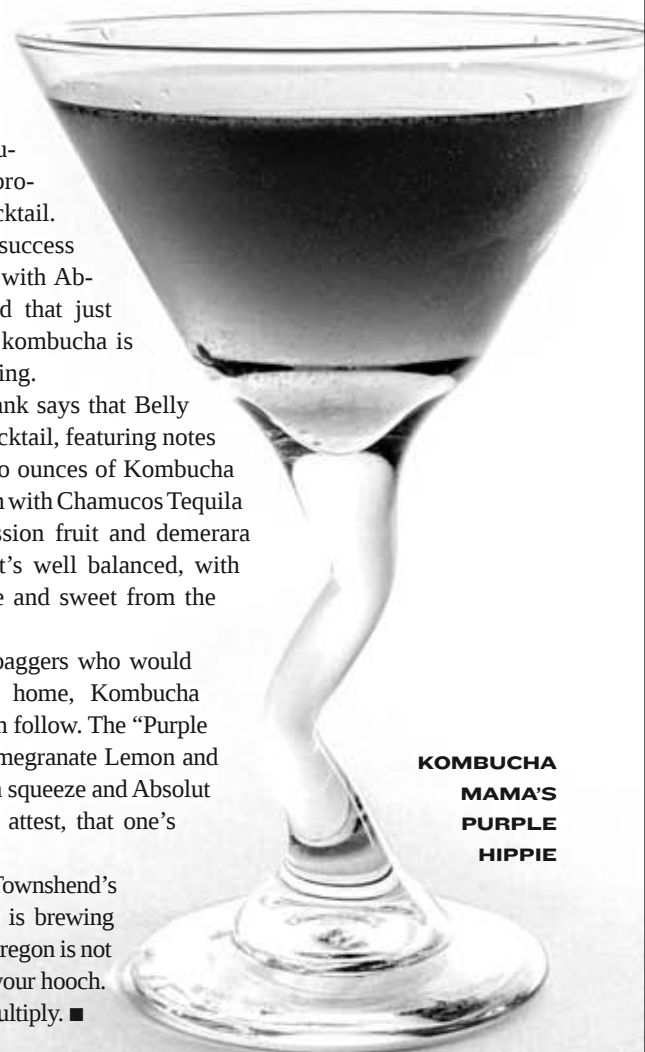 u-
pro-
cktail.
success
with Ab-
d that just
kombucha is
ing.
ank says that Belly
cktail, featuring notes
o ounces of Kombucha
n with Chamucos Tequila
ssion fruit and demerara
t's well balanced, with
e and sweet from the
baggers who would
home, Kombucha
n follow. The “Purple
megranate Lemon and
n squeeze and Absolut
attest, that one's
Townshend's
is brewing
regon is not
your hooch.
ultiply. ■
KOMBUCHA
MAMA'S
PURPLE
HIPPIE